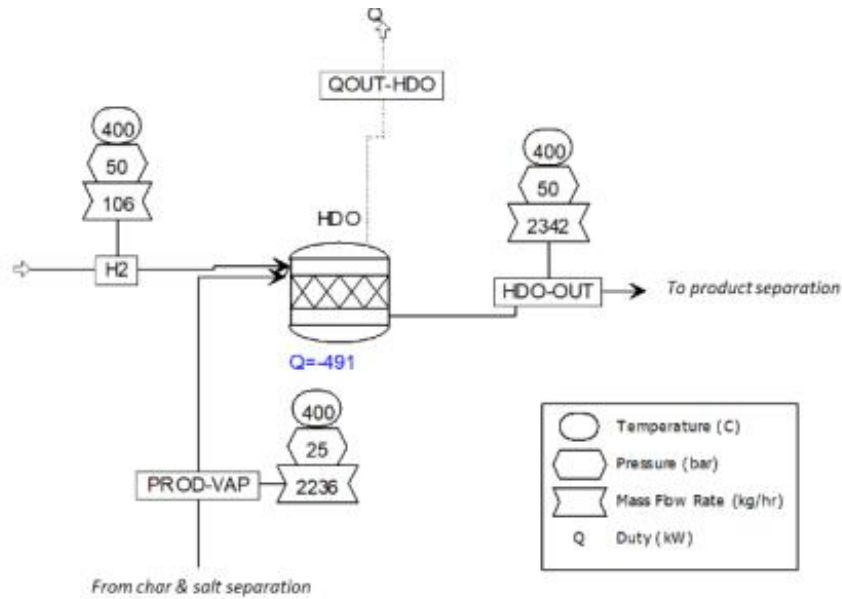 Q
QOUT-HDO
400
50
106
H2
HDO
Q=-491
400
50
2342
HDO-OUT
To product separation
400
25
2236
PROD-VAP
From char & salt separation
Temperature (C)
Pressure (bar)
Mass Flow Rate (kg/hr)
Q Duty (kW)